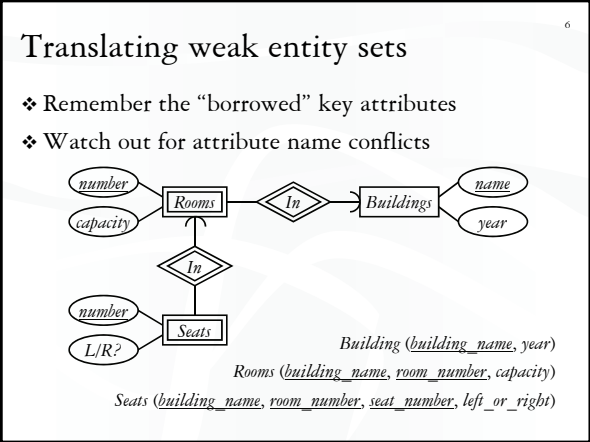 6
Translating weak entity sets
❖ Remember the “borrowed” key attributes
❖ Watch out for attribute name conflicts
number
Rooms
In
Buildings
name
capacity
year
In
number
Seats
L/R?
Building (building_name, year)
Rooms (building_name, room_number, capacity)
Seats (building_name, room_number, seat_number, left_or_right)